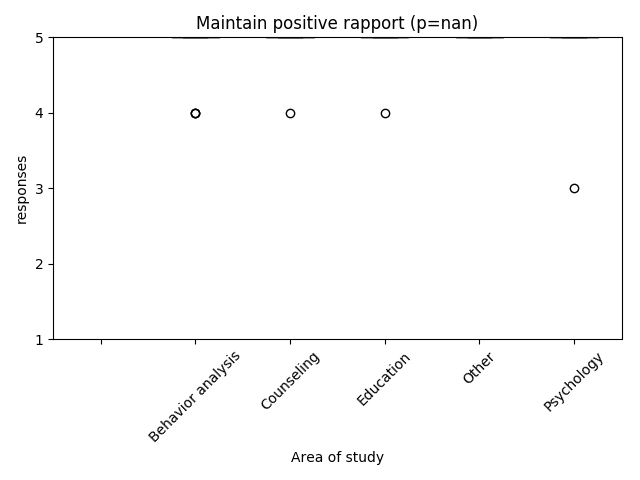 Maintain positive rapport (p=nan)
5
4
3
2
1
responses
Behavior analysis
Counseling
Education
Other
Psychology
Area of study